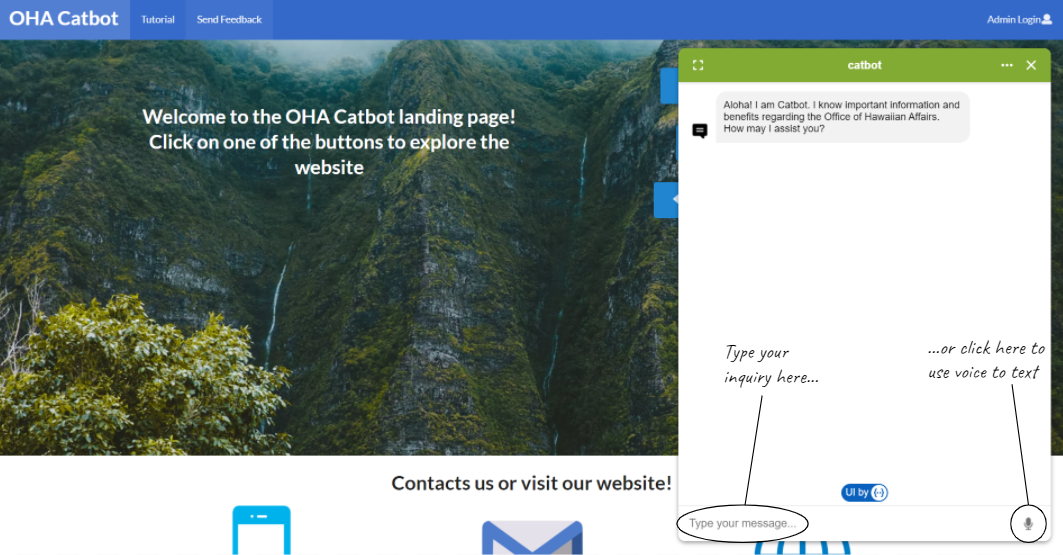 OHA Catbot
Tutorial
Send Feedback
Admin Login
Welcome to the OHA Catbot landing page!
Click on one of the buttons to explore the
website
catbot
Aloha! I am Catbot. I know important information and
benefits regarding the Office of Hawaiian Affairs.
How may I assist you?
Type your
inquiry here...
...or click here to
use voice to text
UI by
Type your message...
Contacts us or visit our website!